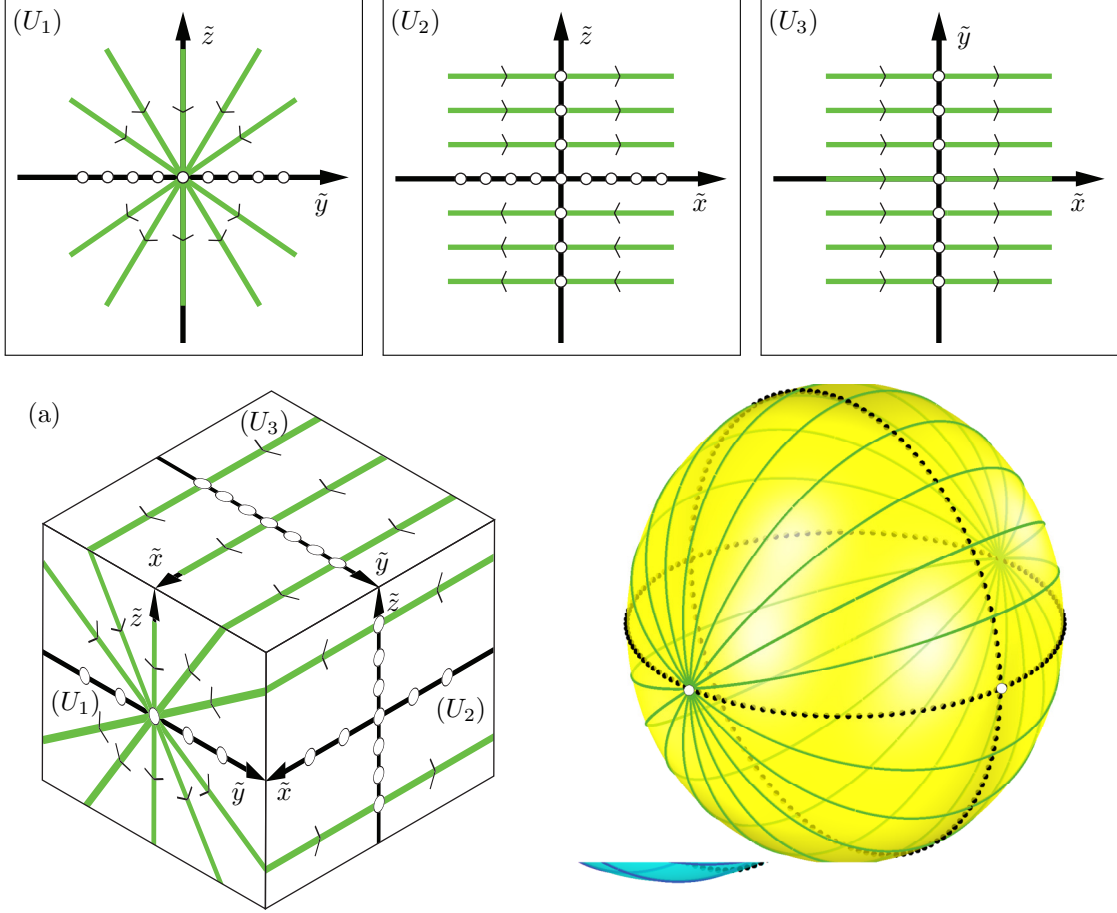 (U₁) z̃ ỹ
(U₂) z̃ x̃
(U₃) ỹ x̃
(a)
(U₃)
x̃ ỹ
z̃ z̃
(U₁) (U₂)
ỹ x̃